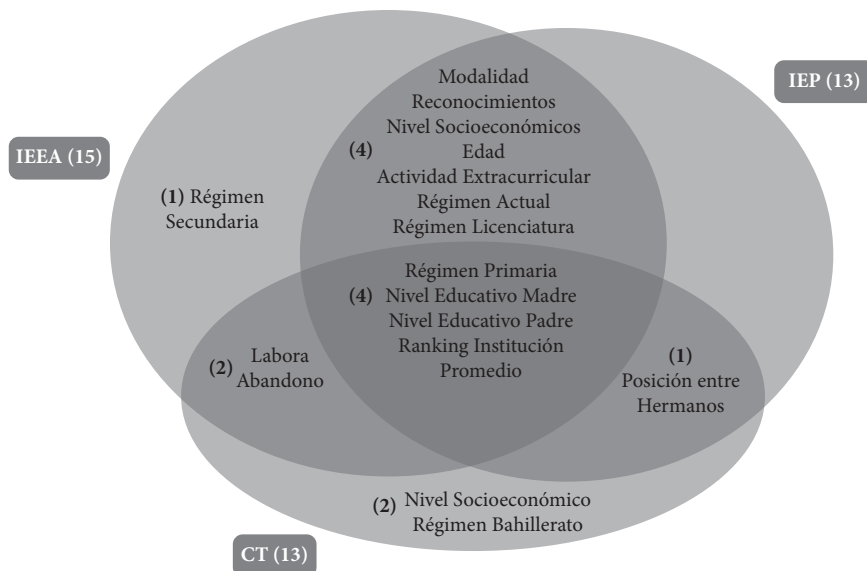 IEEA (15)
IEP (13)
Modalidad
Reconocimientos
Nivel Socioeconómicos
(4) Edad
Actividad Extracurricular
Régimen Actual
Régimen Licenciatura
(1) Régimen
Secundaria
Régimen Primaria
(4) Nivel Educativo Madre
Nivel Educativo Padre
Ranking Institución
Promedio
(2) Labora
Abandono
(1)
Posición entre
Hermanos
(2) Nivel Socioeconómico
Régimen Bahillerato
CT (13)